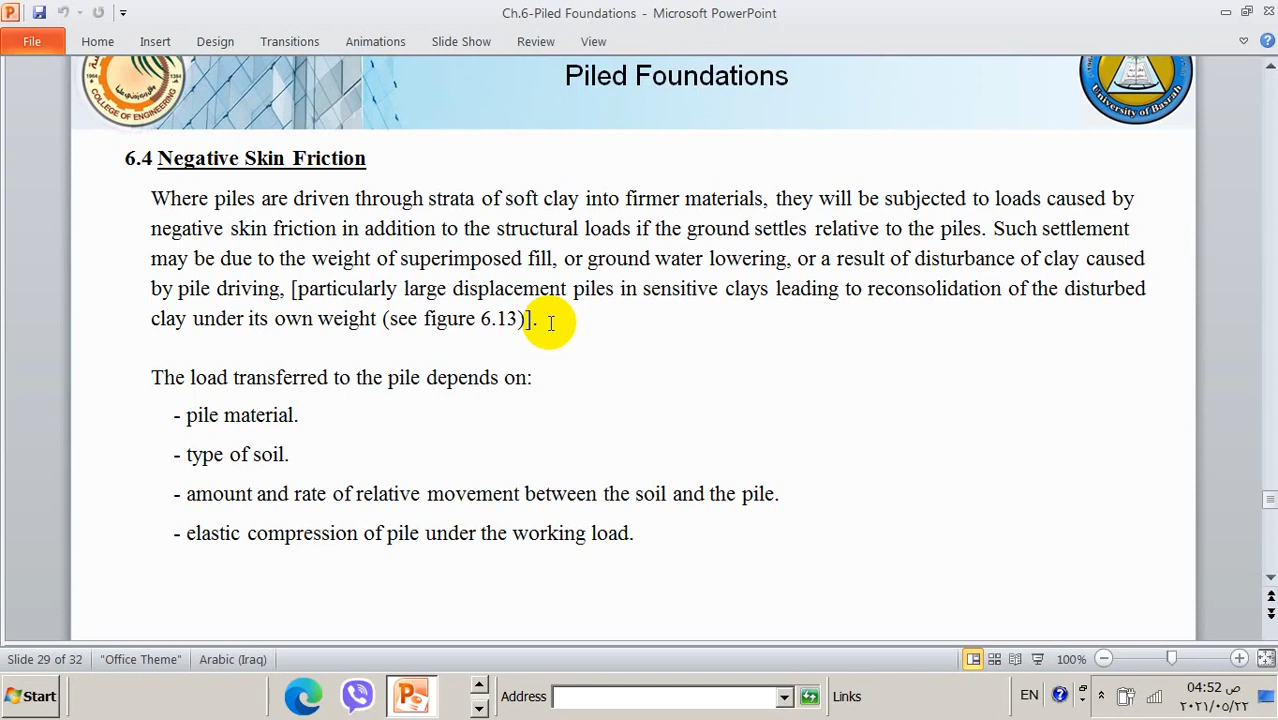 Ch.6-Piled Foundations - Microsoft PowerPoint
File Home Insert Design Transitions Animations Slide Show Review View
1964 1384
COLLEGE OF ENGINEERING
Piled Foundations
University of Basrah
6.4 Negative Skin Friction
Where piles are driven through strata of soft clay into firmer materials, they will be subjected to loads caused by
negative skin friction in addition to the structural loads if the ground settles relative to the piles. Such settlement
may be due to the weight of superimposed fill, or ground water lowering, or a result of disturbance of clay caused
by pile driving, [particularly large displacement piles in sensitive clays leading to reconsolidation of the disturbed
clay under its own weight (see figure 6.13)].
The load transferred to the pile depends on:
- pile material.
- type of soil.
- amount and rate of relative movement between the soil and the pile.
- elastic compression of pile under the working load.
Slide 29 of 32 "Office Theme" Arabic (Iraq) 100%
Start Address Links EN 04:52 ص
٢٠٢١/٠٥/٢٢